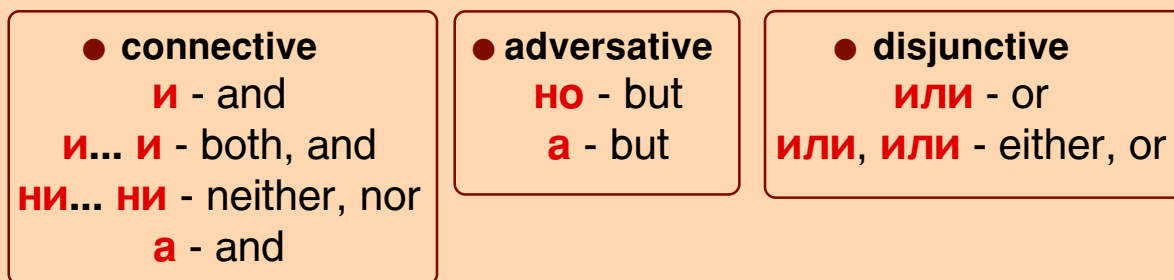 ● connective
и - and
и... и - both, and
ни... ни - neither, nor
а - and
● adversative
но - but
а - but
● disjunctive
или - or
или, или - either, or